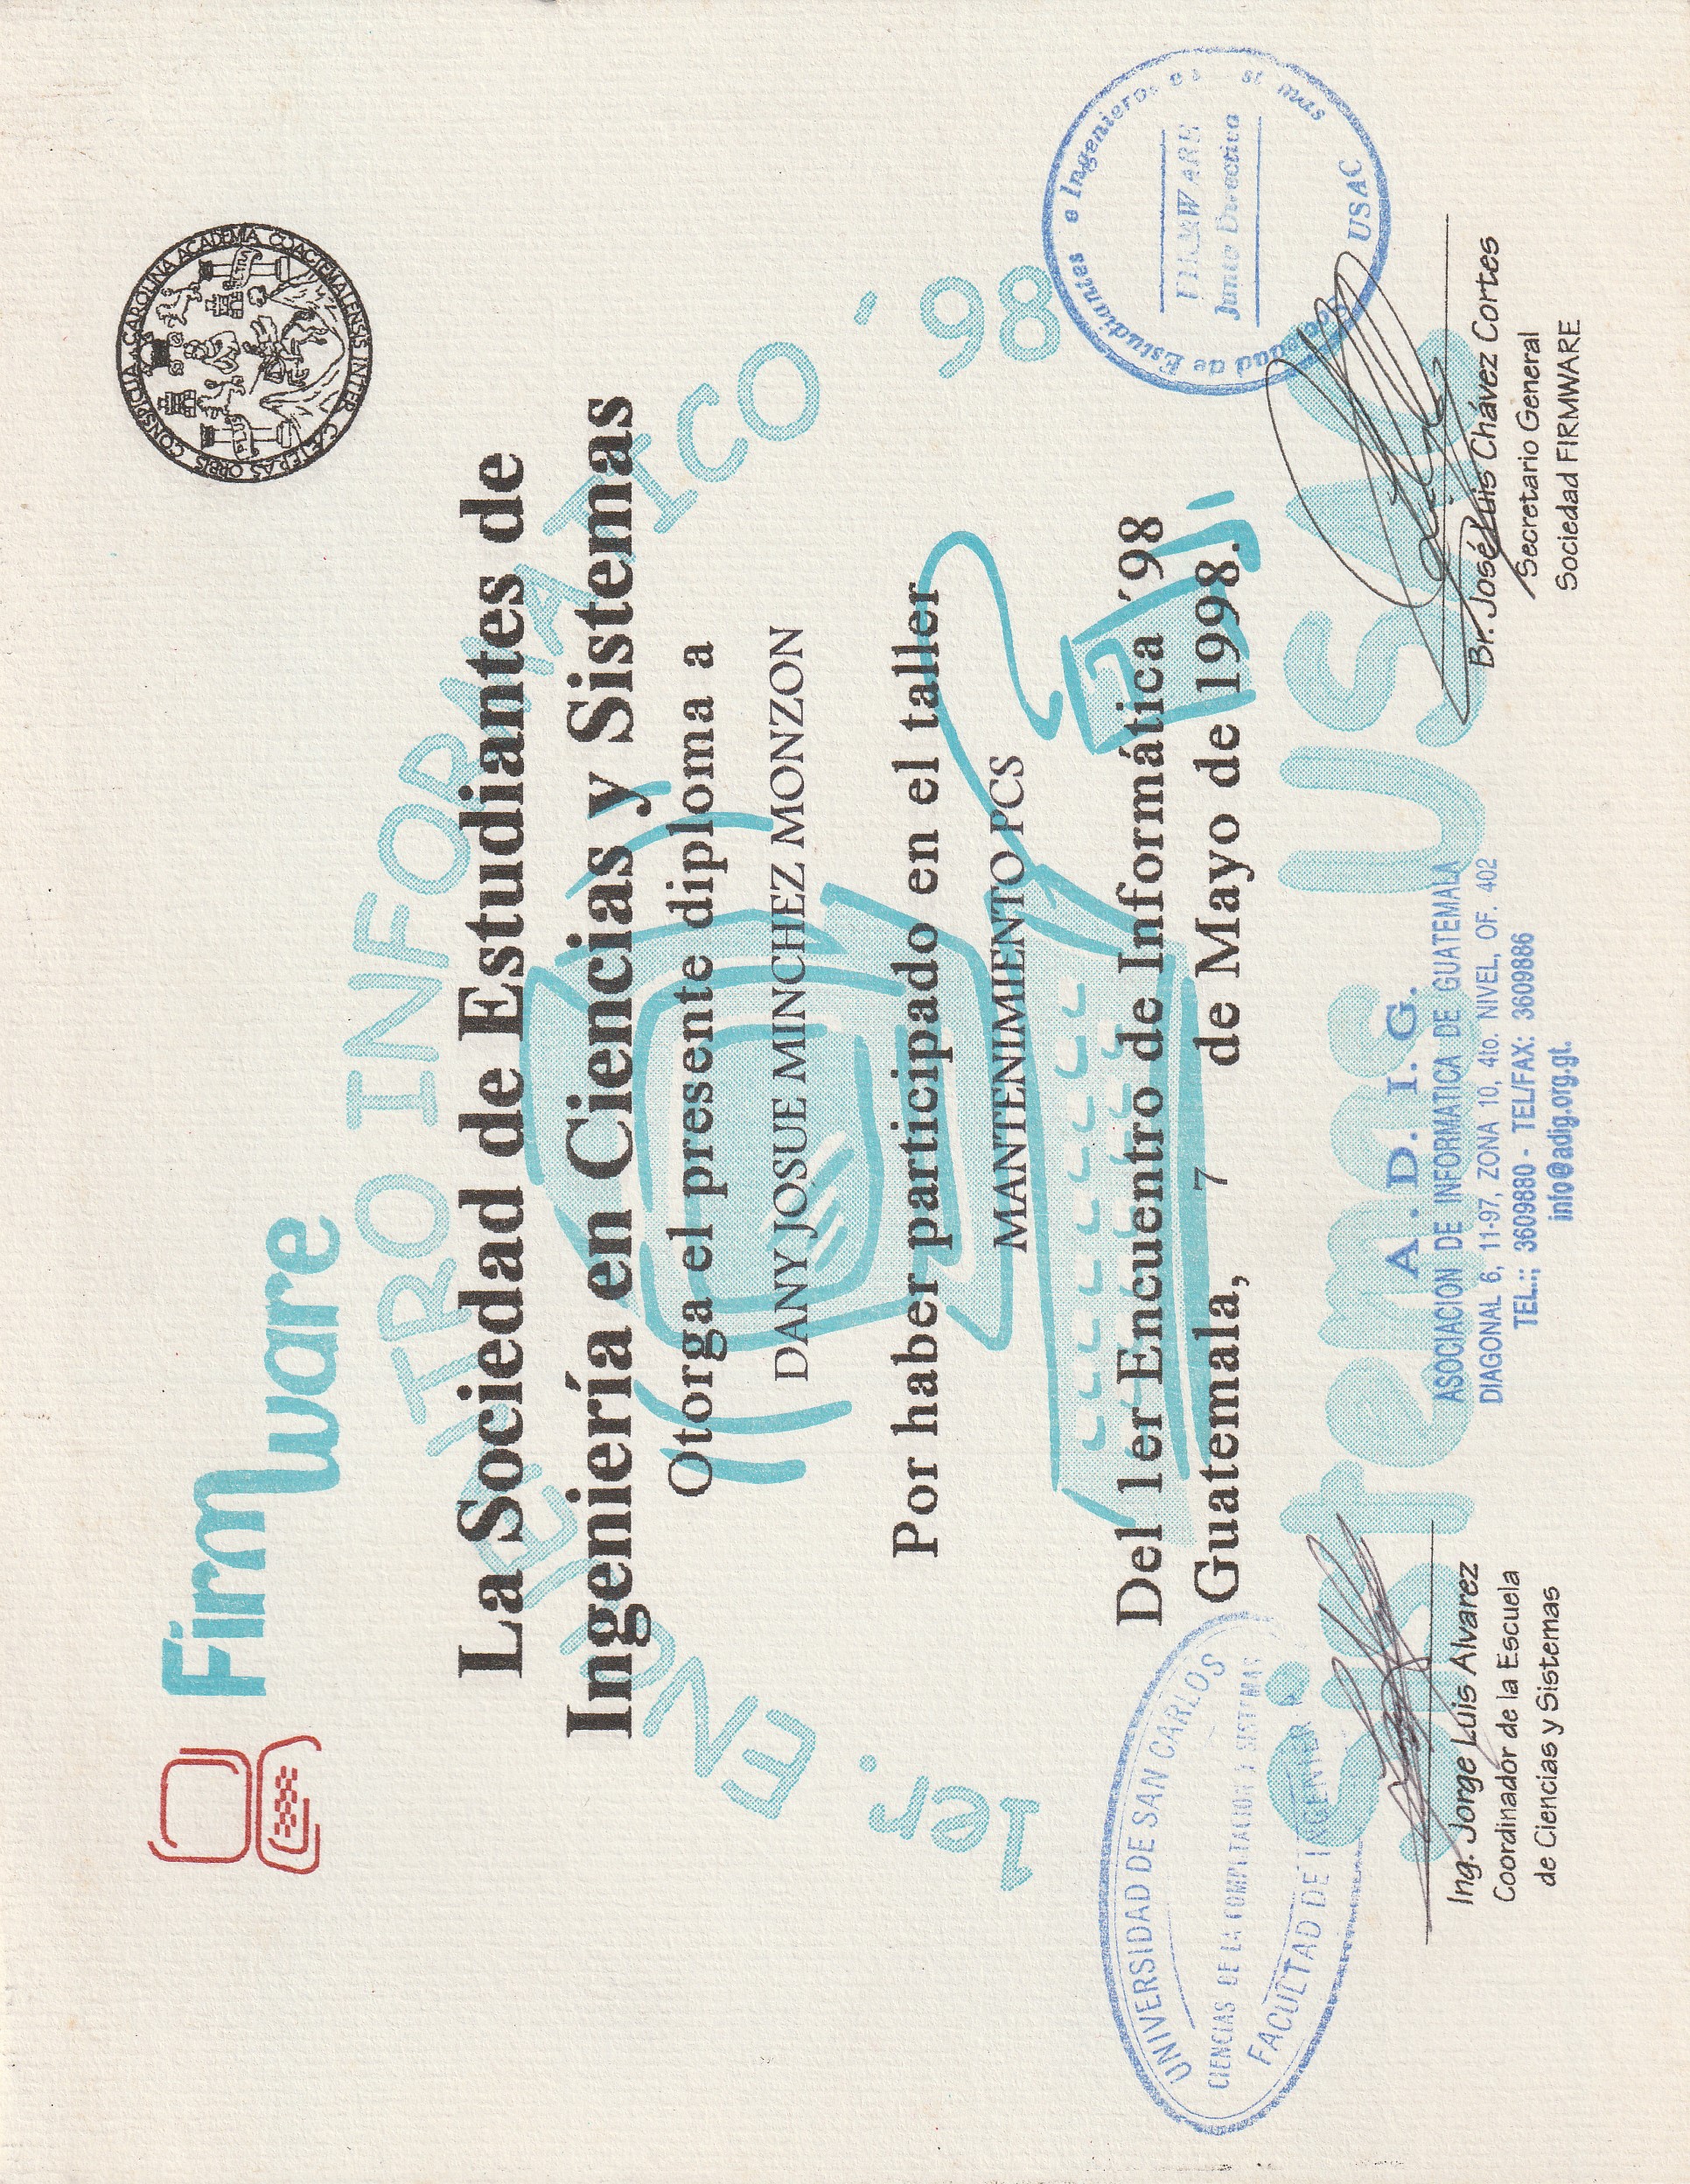 Firmware
CAETERAS ORBIS CONSPICUA CAROLINA ACADEMIA COACTEMALENSIS INTER
PLUS ULTRA
1er. ENCUENTRO INFORMATICO '98
La Sociedad de Estudiantes de
Ingeniería en Ciencias y Sistemas
Otorga el presente diploma a
DANY JOSUE MINCHEZ MONZON
Por haber participado en el taller
MANTENIMIENTO PCS
Del 1er Encuentro de Informática ´98
Guatemala, 7 de Mayo de 1998.
Sistemas USAC
UNIVERSIDAD DE SAN CARLOS
CIENCIAS DE LA COMPUTACION Y SISTEMAS
FACULTAD DE INGENIERIA
Sociedad de Estudiantes e Ingenieros
FIRMWARE
Junta Directiva
USAC
Ing. Jorge Luis Alvarez
Coordinador de la Escuela
de Ciencias y Sistemas
A. D. I. G.
ASOCIACION DE INFORMATICA DE GUATEMALA
DIAGONAL 6, 11-97, ZONA 10, 4to. NIVEL, OF. 402
TEL.:; 3609880 - TEL/FAX: 3609886
info@adig.org.gt.
Br. José Luis Chávez Cortes
Secretario General
Sociedad FIRMWARE